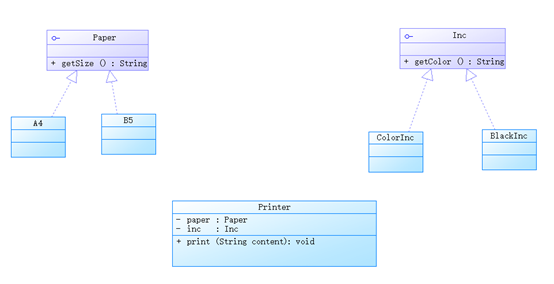 Paper
+ getSize () : String
Inc
+ getColor () : String
A4
B5
ColorInc
BlackInc
Printer
- paper : Paper
- inc : Inc
+ print (String content): void